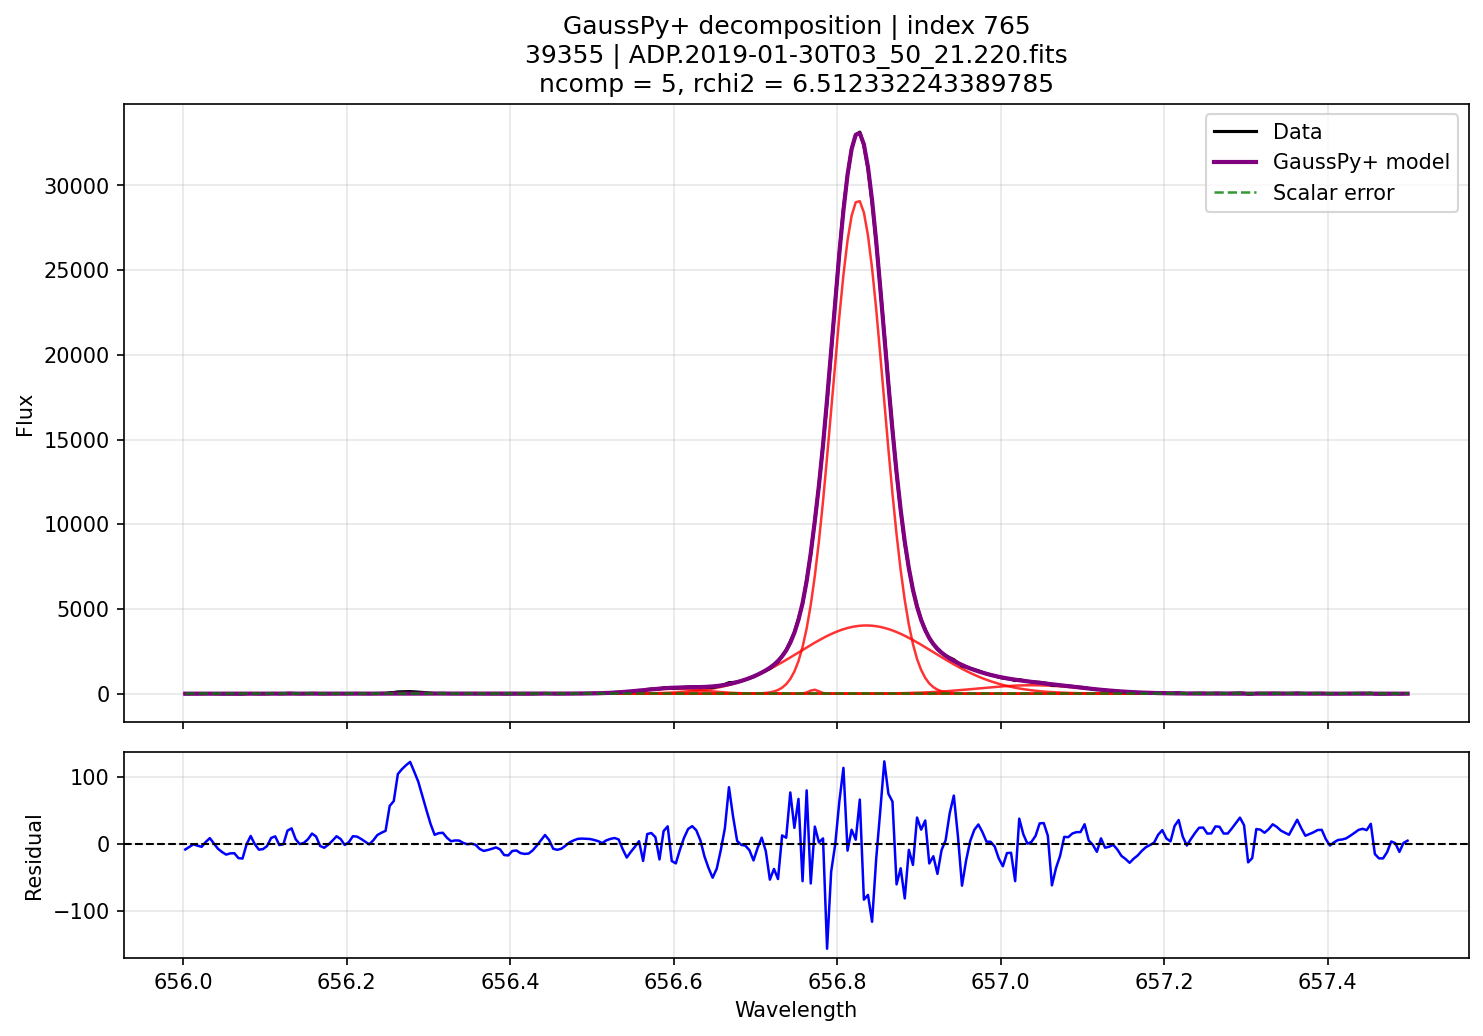 GaussPy+ decomposition | index 765
39355 | ADP.2019-01-30T03_50_21.220.fits
ncomp = 5, rchi2 = 6.512332243389785
Data
GaussPy+ model
Scalar error
Flux
30000
25000
20000
15000
10000
5000
0
Residual
100
0
−100
656.0 656.2 656.4 656.6 656.8 657.0 657.2 657.4
Wavelength